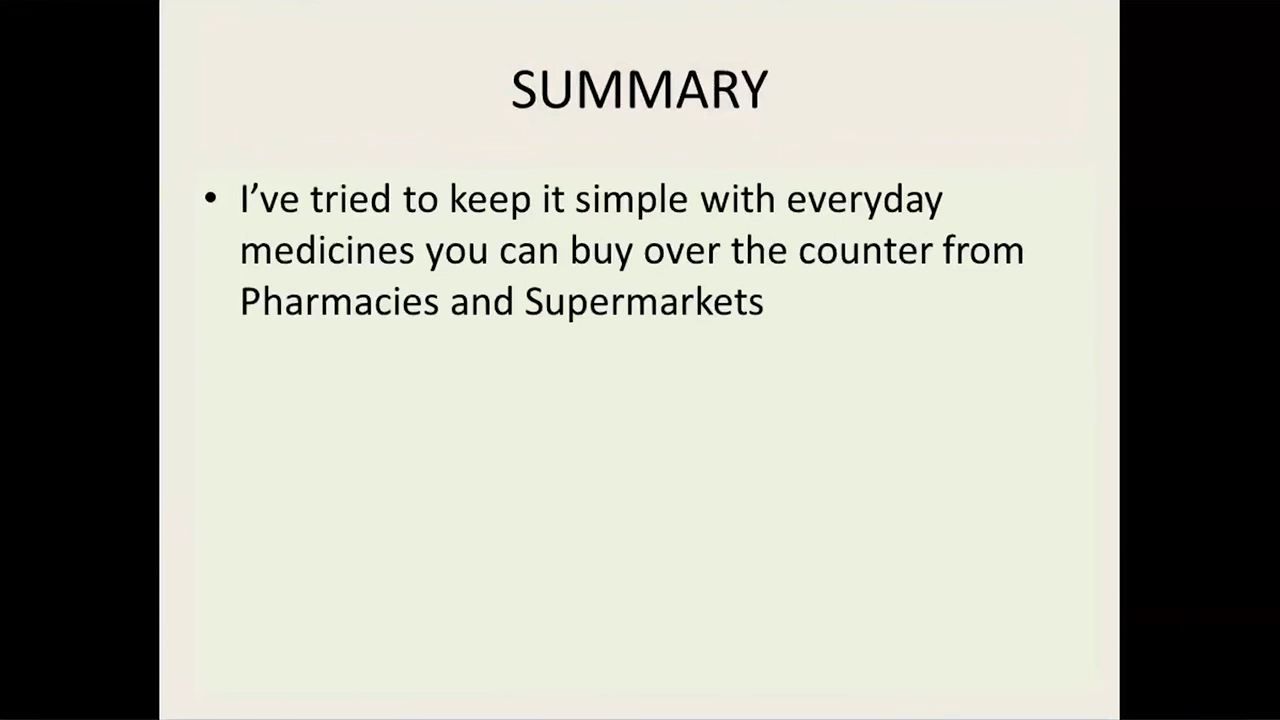 SUMMARY
• I’ve tried to keep it simple with everyday
medicines you can buy over the counter from
Pharmacies and Supermarkets